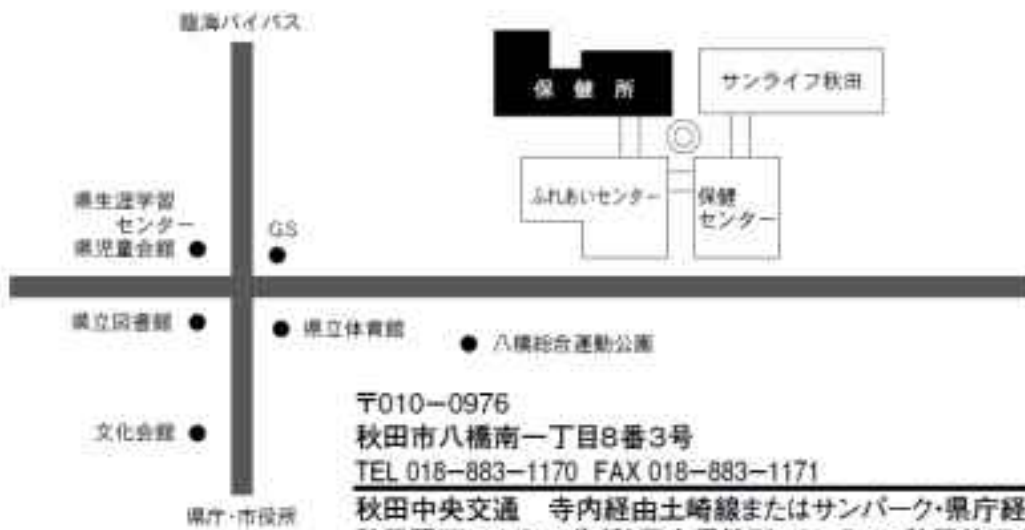 臨海バイパス
保健所
サンライフ秋田
ふれあいセンター
保健
センター
県生涯学習
センター
県児童会館
GS
県立図書館
県立体育館
八橋総合運動公園
文化会館
県庁・市役所
〒010−0976
秋田市八橋南一丁目8番3号
TEL 018−883−1170 FAX 018−883−1171
秋田中央交通　寺内経由土崎線またはサンパーク・県庁経